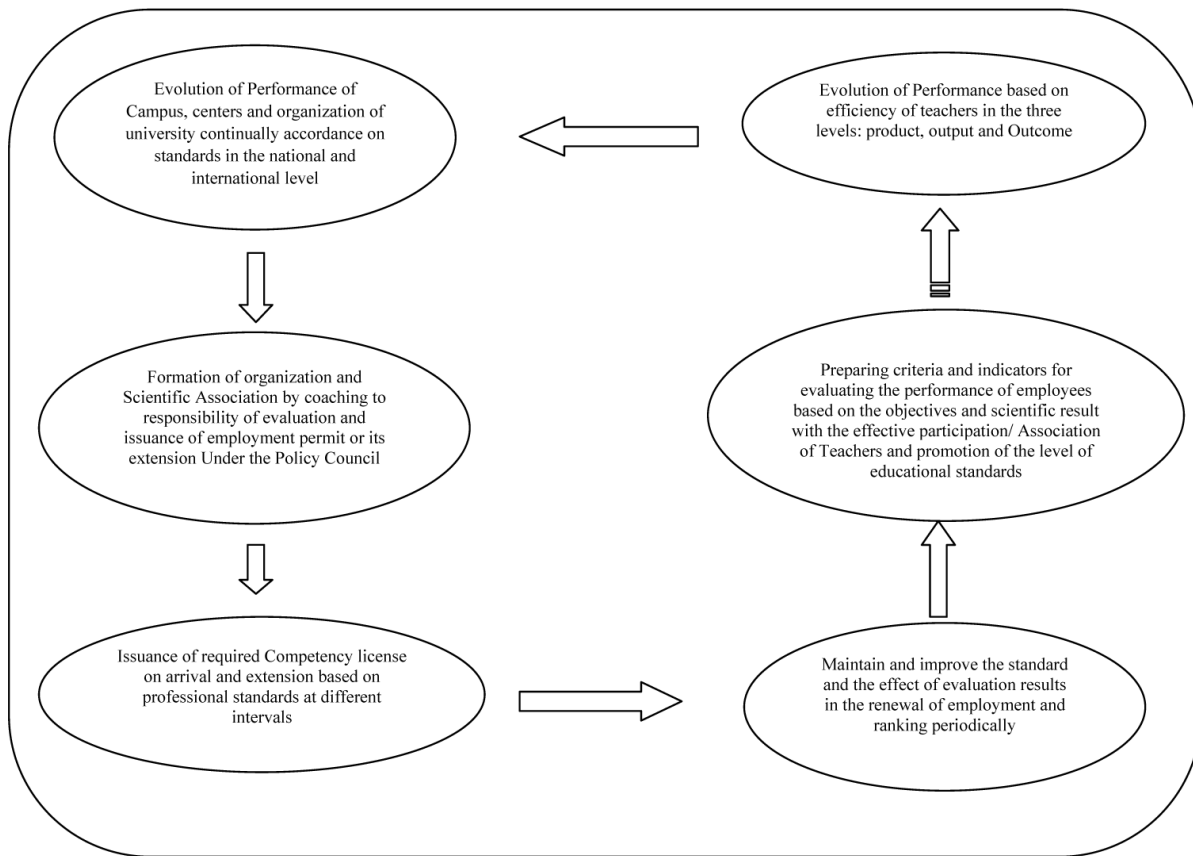 Evolution of Performance of
Campus, centers and organization of
university continually accordance on
standards in the national and
international level
Evolution of Performance based on
efficiency of teachers in the three
levels: product, output and Outcome
Formation of organization and
Scientific Association by coaching to
responsibility of evaluation and
issuance of employment permit or its
extension Under the Policy Council
Preparing criteria and indicators for
evaluating the performance of employees
based on the objectives and scientific result
with the effective participation/ Association
of Teachers and promotion of the level of
educational standards
Issuance of required Competency license
on arrival and extension based on
professional standards at different
intervals
Maintain and improve the standard
and the effect of evaluation results
in the renewal of employment and
ranking periodically